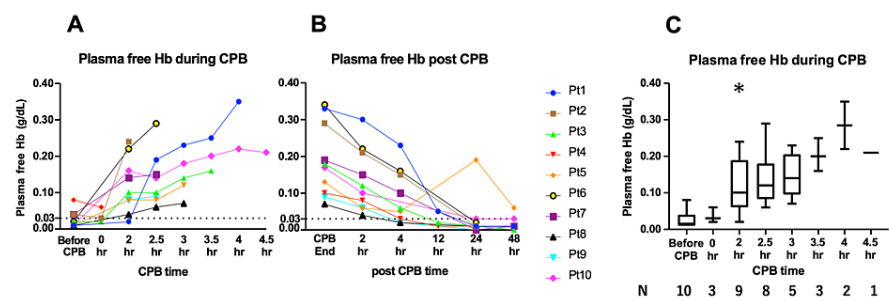 A
Plasma free Hb during CPB
Plasma free Hb (g/dL)
0.40
0.30
0.20
0.10
0.03
0.00
Before CPB
0 hr
2 hr
2.5 hr
3 hr
3.5 hr
4 hr
4.5 hr
CPB time
B
Plasma free Hb post CPB
0.40
0.30
0.20
0.10
0.03
0.00
CPB End
2 hr
4 hr
12 hr
24 hr
48 hr
post CPB time
Pt1
Pt2
Pt3
Pt4
Pt5
Pt6
Pt7
Pt8
Pt9
Pt10
C
Plasma free Hb during CPB
Plasma free Hb (g/dL)
0.40
0.30
0.20
0.10
0.00
*
Before CPB
0 hr
2 hr
2.5 hr
3 hr
3.5 hr
4 hr
4.5 hr
CPB time
N 10 3 9 8 5 3 2 1